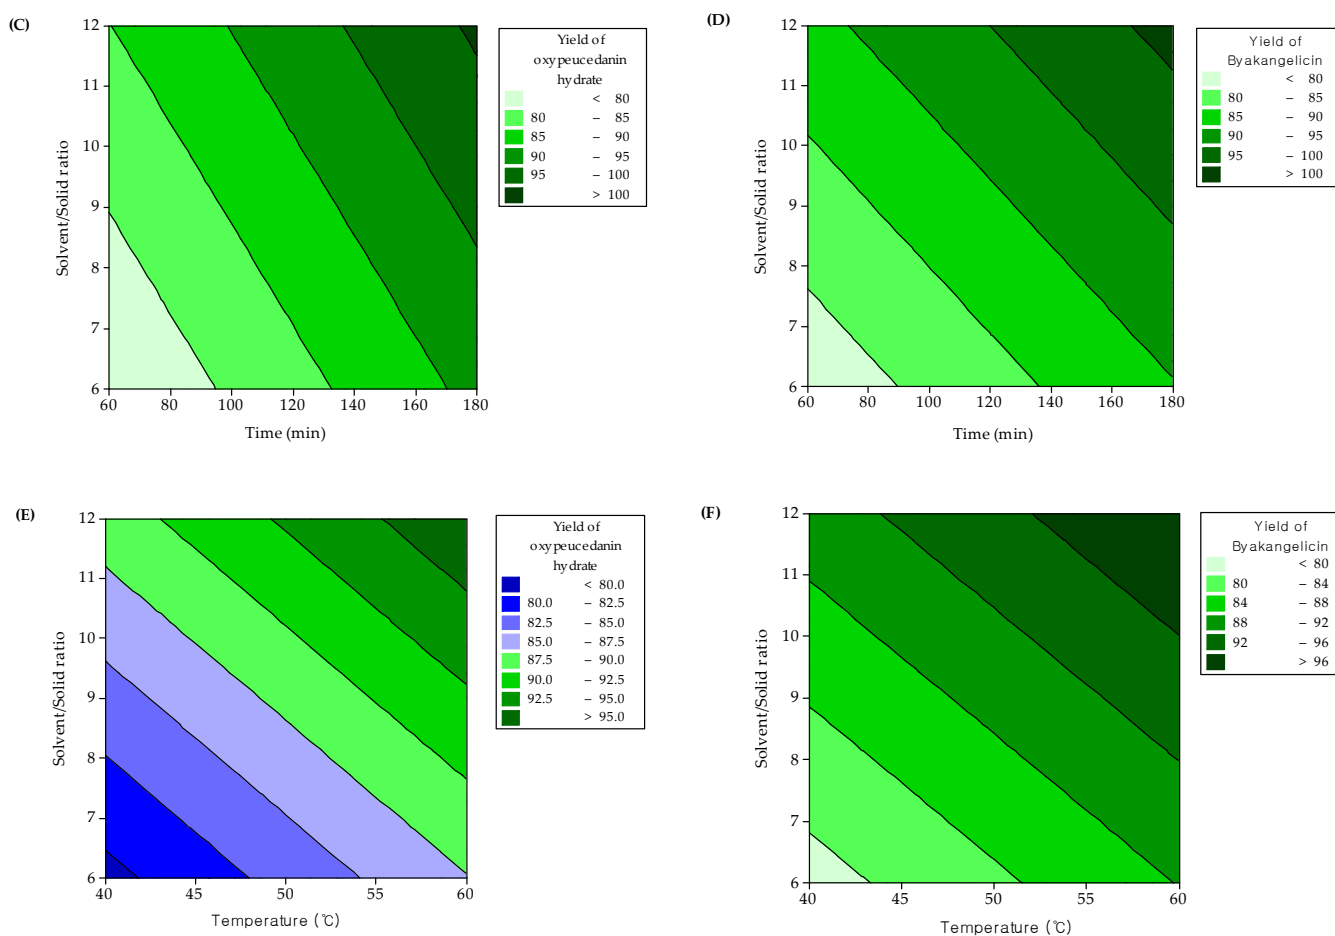 (C)
Solvent/Solid ratio
12
11
10
9
8
7
6
60 80 100 120 140 160 180
Time (min)
Yield of
oxypeucedanin
hydrate
< 80
80 – 85
85 – 90
90 – 95
95 – 100
> 100
(D)
Solvent/Solid ratio
12
11
10
9
8
7
6
60 80 100 120 140 160 180
Time (min)
Yield of
Byakangelicin
< 80
80 – 85
85 – 90
90 – 95
95 – 100
> 100
(E)
Solvent/Solid ratio
12
11
10
9
8
7
6
40 45 50 55 60
Temperature (℃)
Yield of
oxypeucedanin
hydrate
< 80.0
80.0 – 82.5
82.5 – 85.0
85.0 – 87.5
87.5 – 90.0
90.0 – 92.5
92.5 – 95.0
> 95.0
(F)
Solvent/Solid ratio
12
11
10
9
8
7
6
40 45 50 55 60
Temperature (℃)
Yield of
Byakangelicin
< 80
80 – 84
84 – 88
88 – 92
92 – 96
> 96